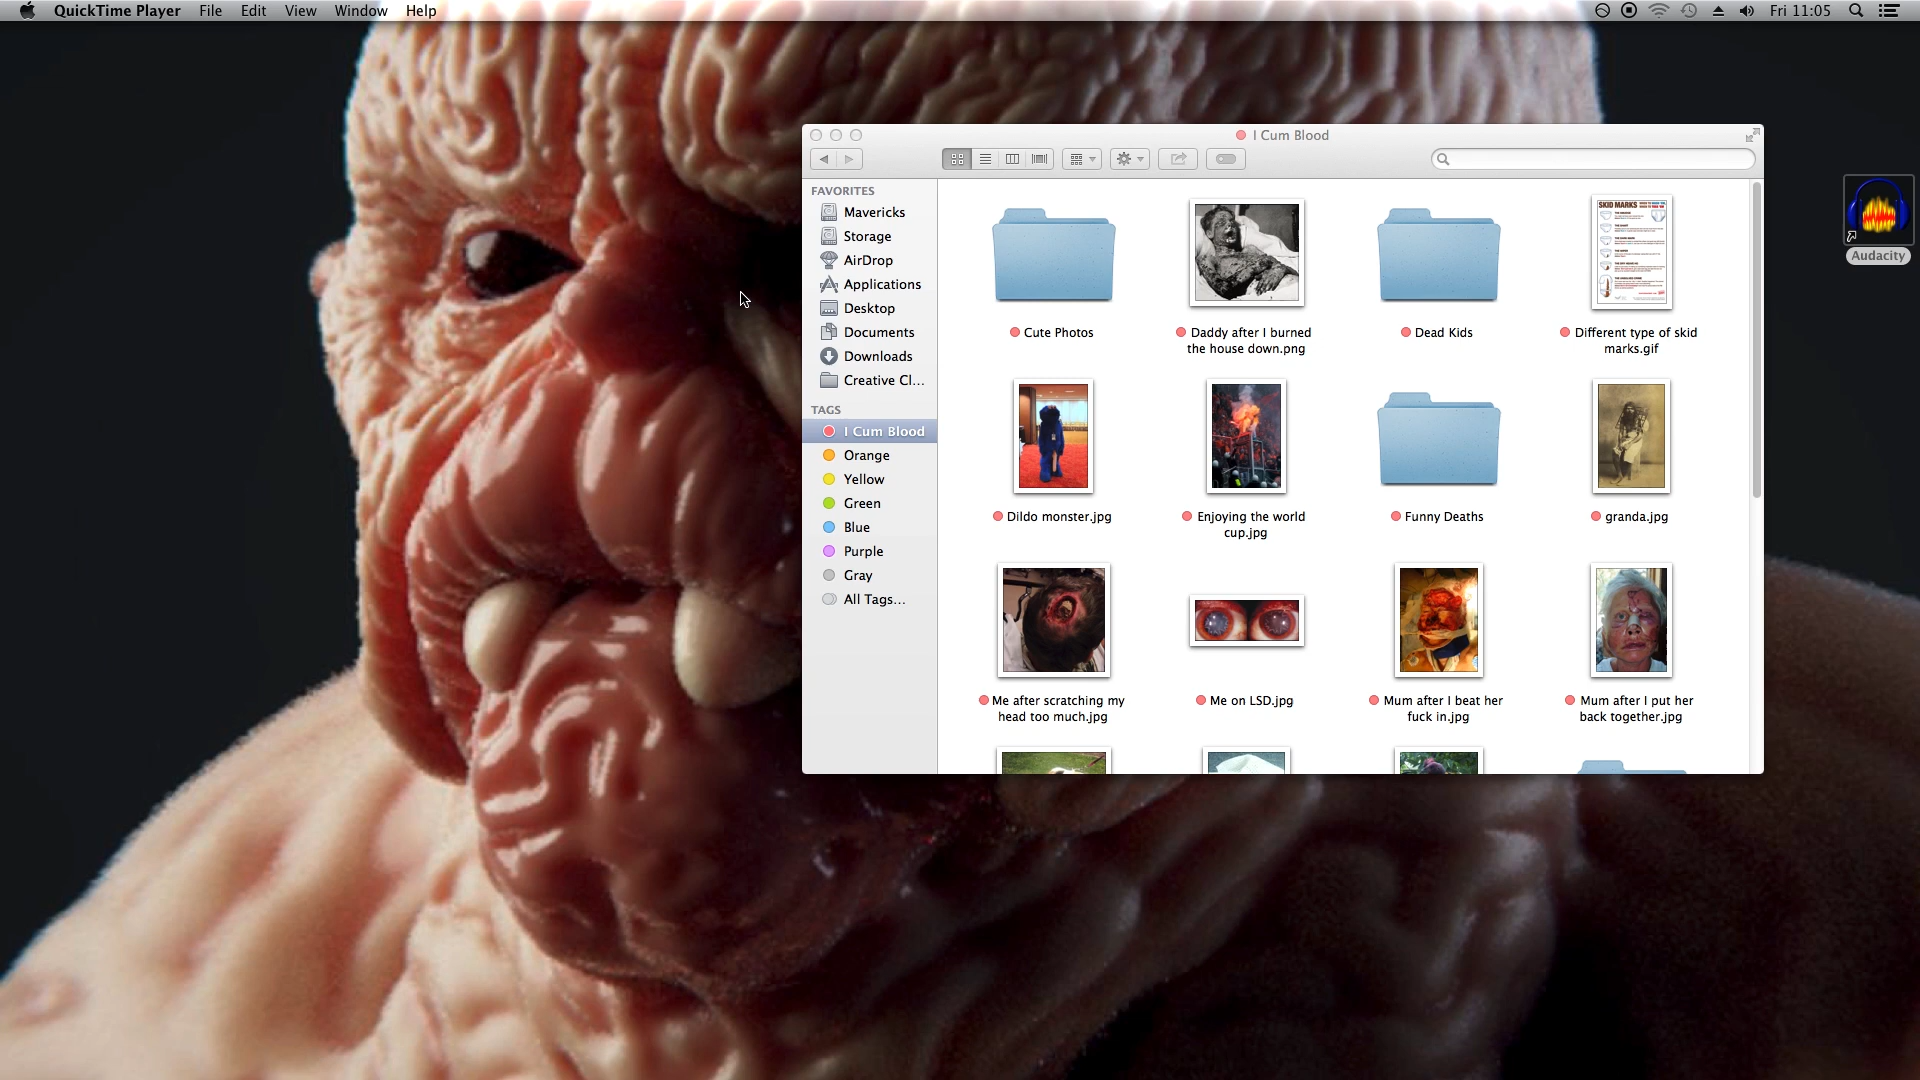 QuickTime Player File Edit View Window Help Fri 11:05
I Cum Blood
FAVORITES
Mavericks
Storage
AirDrop
Applications
Desktop
Documents
Downloads
Creative Cl...
TAGS
I Cum Blood
Orange
Yellow
Green
Blue
Purple
Gray
All Tags...
SKID MARKS
Cute Photos
Daddy after I burned
the house down.png
Dead Kids
Different type of skid
marks.gif
Dildo monster.jpg
Enjoying the world
cup.jpg
Funny Deaths
granda.jpg
Me after scratching my
head too much.jpg
Me on LSD.jpg
Mum after I beat her
fuck in.jpg
Mum after I put her
back together.jpg
Audacity